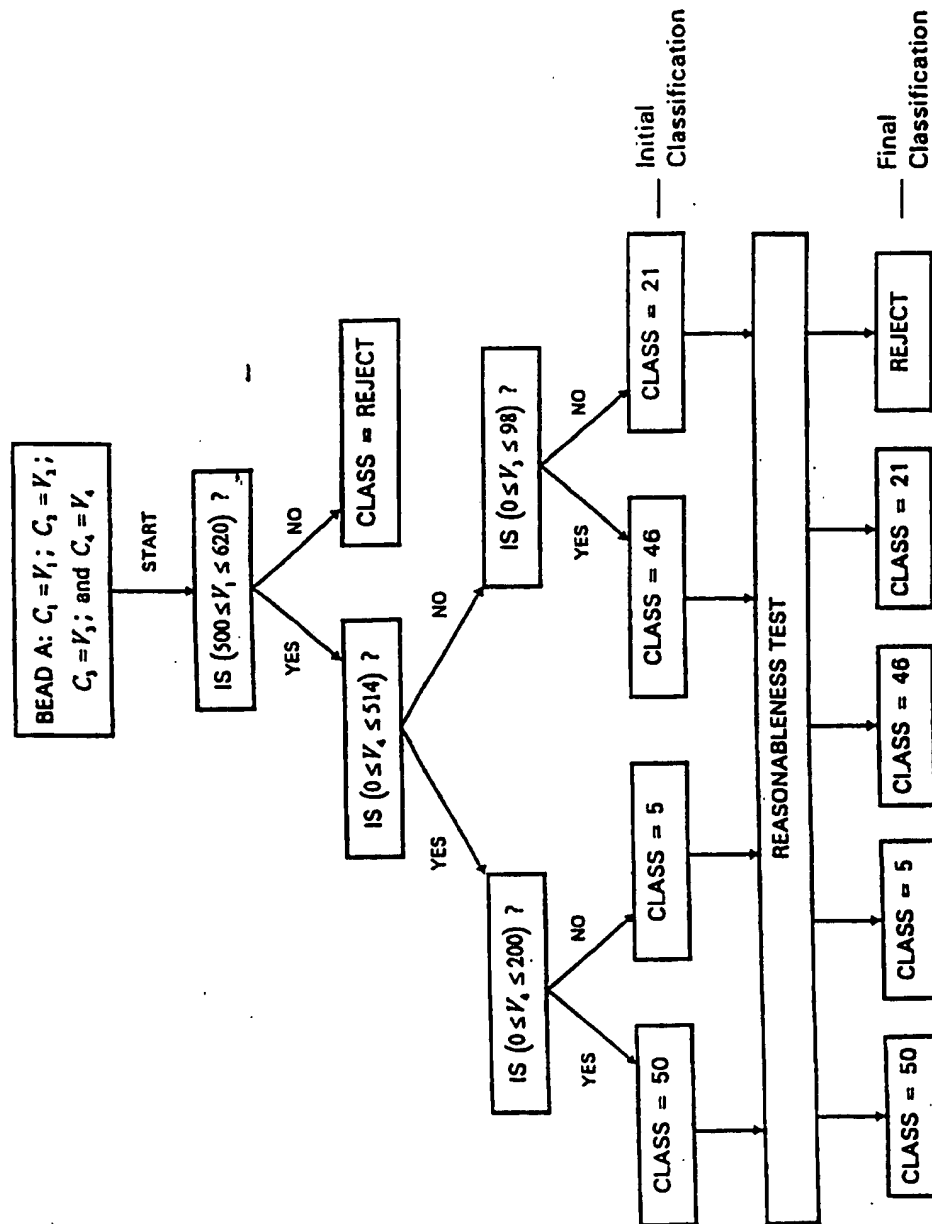 BEAD A: C₁ = V₁; C₂ = V₂;
C₃ = V₃; and C₄ = V₄
START
IS (500 ≤ V₁ ≤ 620) ?
YES
NO
CLASS = REJECT
IS (0 ≤ V₄ ≤ 514) ?
YES
NO
IS (0 ≤ V₄ ≤ 200) ?
IS (0 ≤ V₃ ≤ 98) ?
YES
NO
YES
NO
CLASS = 50
CLASS = 5
CLASS = 46
CLASS = 21
Initial
Classification
REASONABLENESS TEST
CLASS = 50
CLASS = 5
CLASS = 46
CLASS = 21
REJECT
Final
Classification